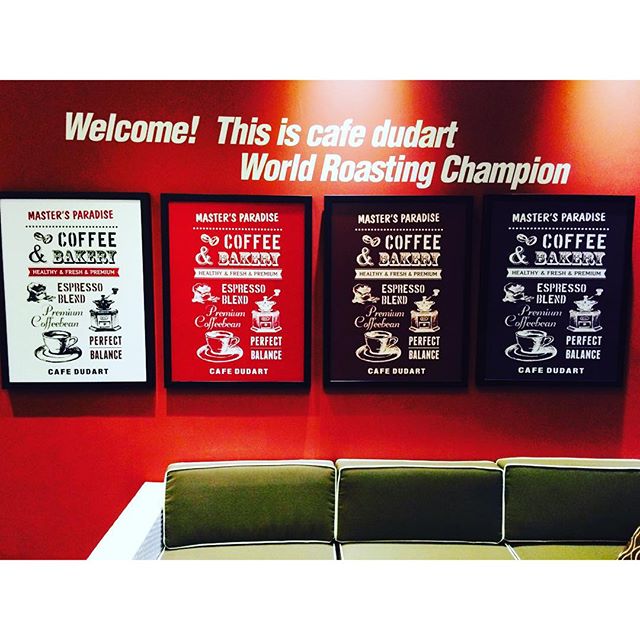 Welcome! This is cafe dudart
World Roasting Champion
MASTER'S PARADISE
COFFEE
& BAKERY
HEALTHY & FRESH & PREMIUM
ESPRESSO
BLEND
Premium
Coffeebean
PERFECT
BALANCE
CAFE DUDART
MASTER'S PARADISE
COFFEE
& BAKERY
HEALTHY & FRESH & PREMIUM
ESPRESSO
BLEND
Premium
Coffeebean
PERFECT
BALANCE
CAFE DUDART
MASTER'S PARADISE
COFFEE
& BAKERY
HEALTHY & FRESH & PREMIUM
ESPRESSO
BLEND
Premium
Coffeebean
PERFECT
BALANCE
CAFE DUDART
MASTER'S PARADISE
COFFEE
& BAKERY
HEALTHY & FRESH & PREMIUM
ESPRESSO
BLEND
Premium
Coffeebean
PERFECT
BALANCE
CAFE DUDART